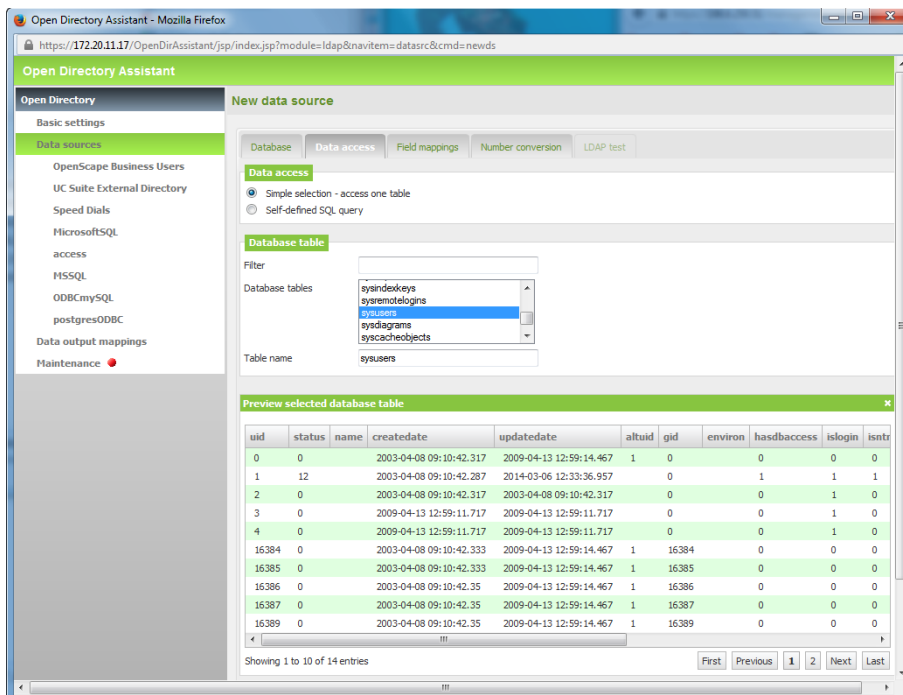 Open Directory Assistant - Mozilla Firefox
https://172.20.11.17/OpenDirAssistant/jsp/index.jsp?module=ldap&navitem=datasrc&cmd=newds
Open Directory Assistant
Open Directory
Basic settings
Data sources
OpenScape Business Users
UC Suite External Directory
Speed Dials
MicrosoftSQL
access
MSSQL
ODBCmySQL
postgresODBC
Data output mappings
Maintenance
New data source
Database Data access Field mappings Number conversion LDAP test
Data access
Simple selection - access one table
Self-defined SQL query
Database table
Filter
Database tables
sysindexkeys
sysremotelogins
sysusers
sysdiagrams
syscacheobjects
Table name sysusers
Preview selected database table
uid status name createdate updatedate altuid gid environ hasdbaccess islogin isntr
0 0 2003-04-08 09:10:42.317 2009-04-13 12:59:14.467 1 0 0 0 0
1 12 2003-04-08 09:10:42.287 2014-03-06 12:33:36.957 0 1 1 1
2 0 2003-04-08 09:10:42.317 2003-04-08 09:10:42.317 0 0 1 0
3 0 2009-04-13 12:59:11.717 2009-04-13 12:59:11.717 0 0 1 0
4 0 2009-04-13 12:59:11.717 2009-04-13 12:59:11.717 0 0 1 0
16384 0 2003-04-08 09:10:42.333 2009-04-13 12:59:14.467 1 16384 0 0 0
16385 0 2003-04-08 09:10:42.333 2009-04-13 12:59:14.467 1 16385 0 0 0
16386 0 2003-04-08 09:10:42.35 2009-04-13 12:59:14.467 1 16386 0 0 0
16387 0 2003-04-08 09:10:42.35 2009-04-13 12:59:14.467 1 16387 0 0 0
16389 0 2003-04-08 09:10:42.35 2009-04-13 12:59:14.467 1 16389 0 0 0
Showing 1 to 10 of 14 entries First Previous 1 2 Next Last